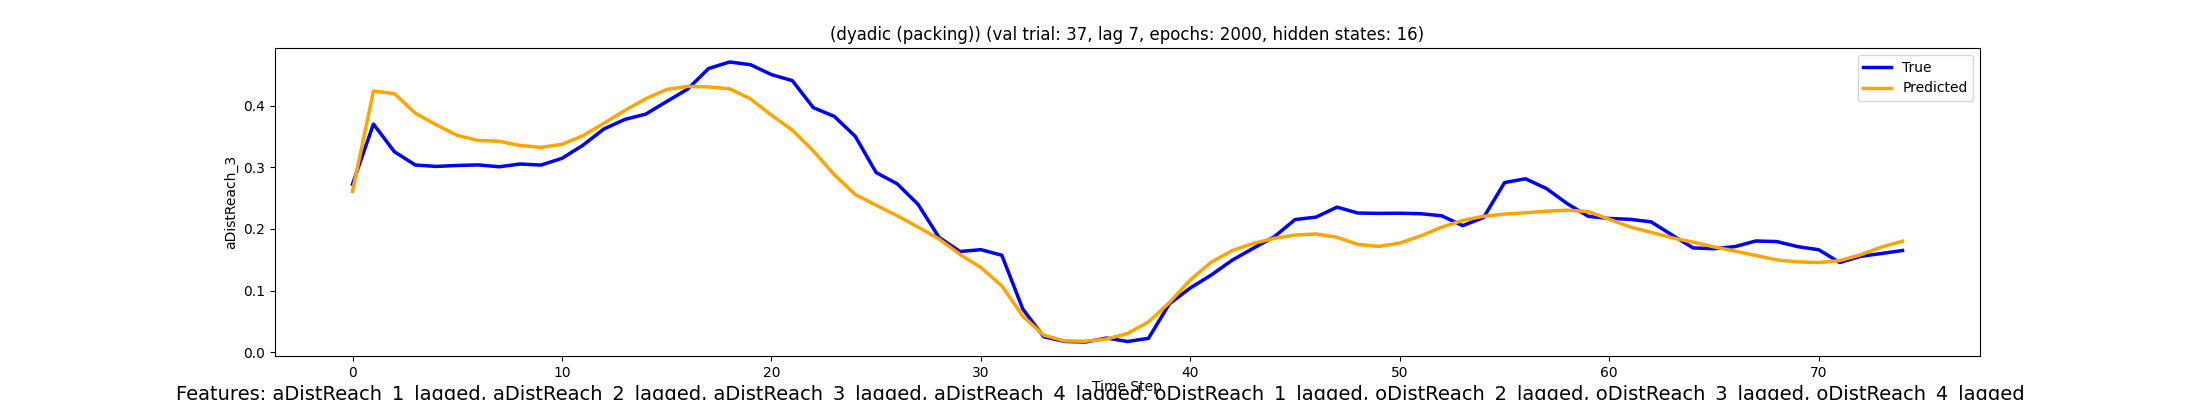 (dyadic (packing)) (val trial: 37, lag 7, epochs: 2000, hidden states: 16)
True
Predicted
aDistReach_3
0.4
0.3
0.2
0.1
0.0
0 10 20 30 40 50 60 70
Time Step
Features: aDistReach_1_lagged, aDistReach_2_lagged, aDistReach_3_lagged, aDistReach_4_lagged, oDistReach_1_lagged, oDistReach_2_lagged, oDistReach_3_lagged, oDistReach_4_lagged